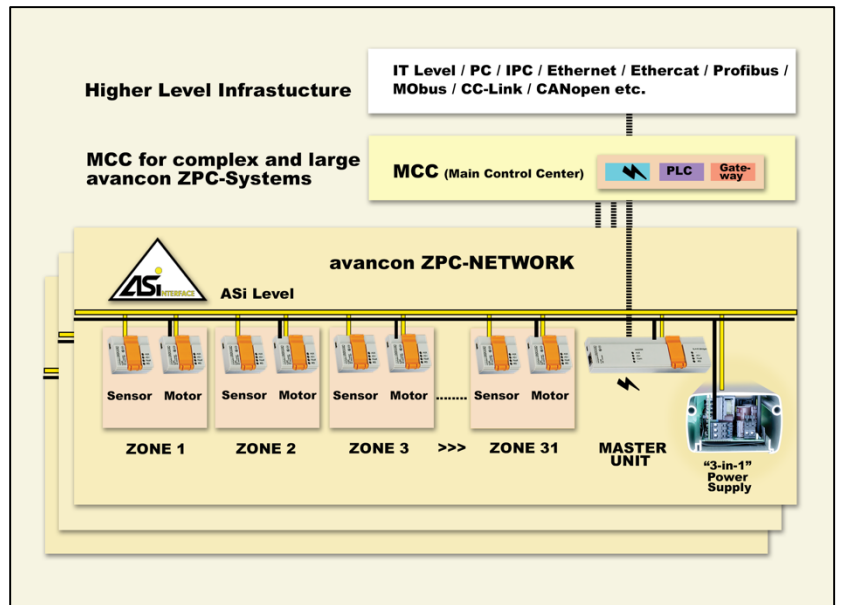 Higher Level Infrastucture
IT Level / PC / IPC / Ethernet / Ethercat / Profibus /
MObus / CC-Link / CANopen etc.
MCC for complex and large
avancon ZPC-Systems
MCC (Main Control Center)
PLC
Gate-
way
avancon ZPC-NETWORK
ASi
INTERFACE
ASi Level
Sensor Motor
Sensor Motor
Sensor Motor
........
Sensor Motor
ZONE 1
ZONE 2
ZONE 3
>>>
ZONE 31
MASTER
UNIT
“3-in-1”
Power
Supply